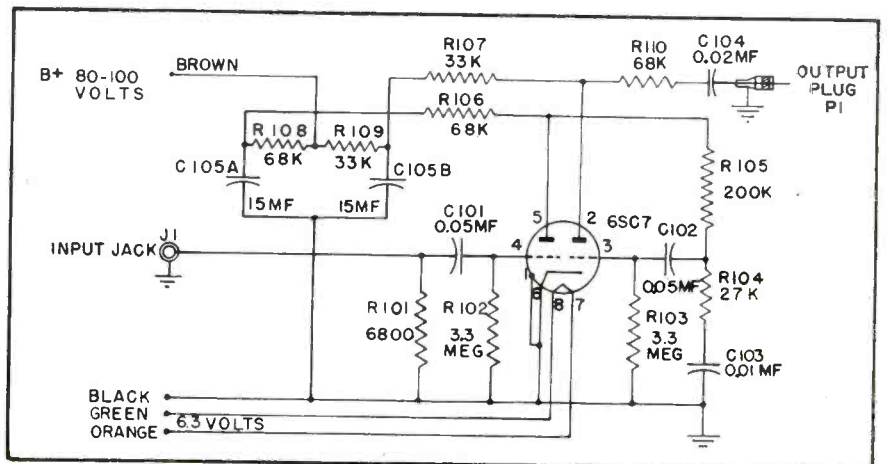 B+ 80-100
VOLTS
BROWN
R107
33K
R110
68K
C104
0.02MF
OUTPUT
PLUG
P1
R106
68K
R108
68K
R109
33K
C105A
15MF
C105B
15MF
R105
200K
C101
0.05MF
5
2
6SC7
4
3
C102
0.05MF
INPUT JACK
J1
1
6
8
7
R101
6800
R102
3.3
MEG
R103
3.3
MEG
R104
27K
C103
0.01MF
BLACK
GREEN
ORANGE
6.3 VOLTS